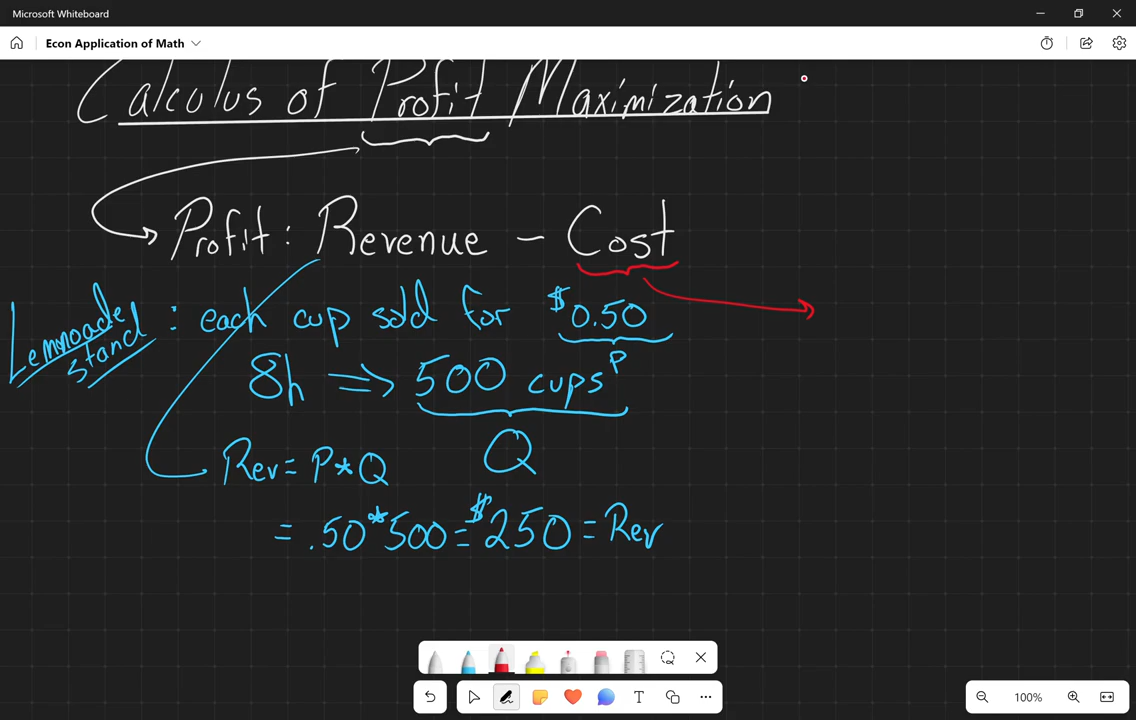 Microsoft Whiteboard
Econ Application of Math
Calculus of Profit Maximization
Profit: Revenue - Cost
Lemnoade stand : each cup sold for $0.50
P
8h => 500 cups
Q
Rev = P*Q
= .50*500 = $250 = Rev
T
100%